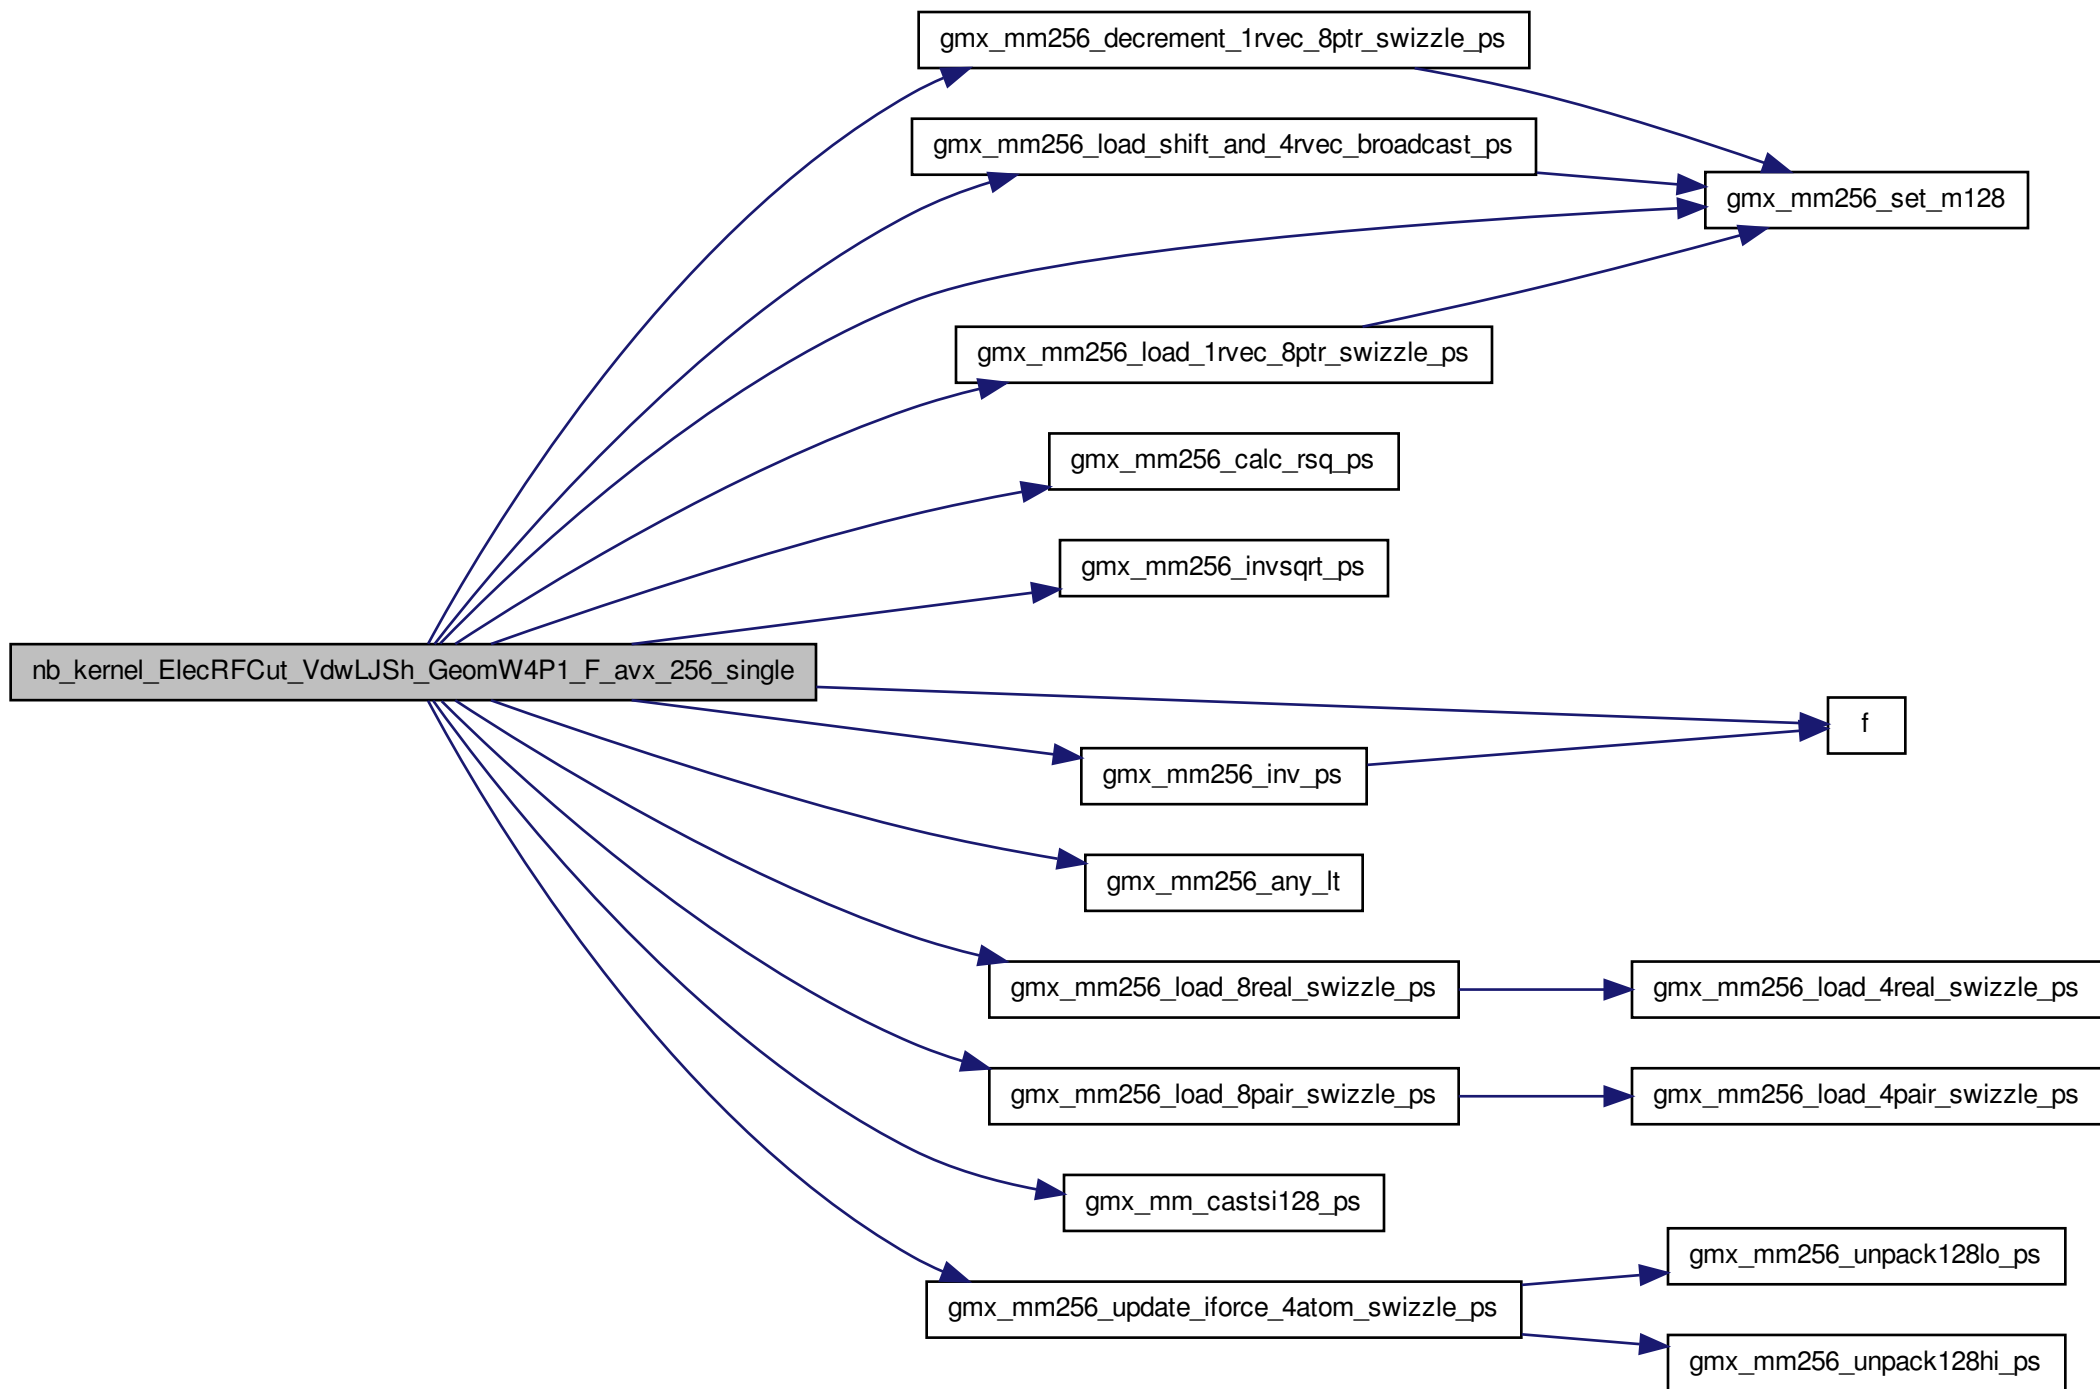 gmx_mm256_decrement_1rvec_8ptr_swizzle_ps
gmx_mm256_load_shift_and_4rvec_broadcast_ps
gmx_mm256_set_m128
gmx_mm256_load_1rvec_8ptr_swizzle_ps
gmx_mm256_calc_rsq_ps
gmx_mm256_invsqrt_ps
nb_kernel_ElecRFCut_VdwLJSh_GeomW4P1_F_avx_256_single
f
gmx_mm256_inv_ps
gmx_mm256_any_lt
gmx_mm256_load_8real_swizzle_ps
gmx_mm256_load_4real_swizzle_ps
gmx_mm256_load_8pair_swizzle_ps
gmx_mm256_load_4pair_swizzle_ps
gmx_mm_castsi128_ps
gmx_mm256_unpack128lo_ps
gmx_mm256_update_iforce_4atom_swizzle_ps
gmx_mm256_unpack128hi_ps